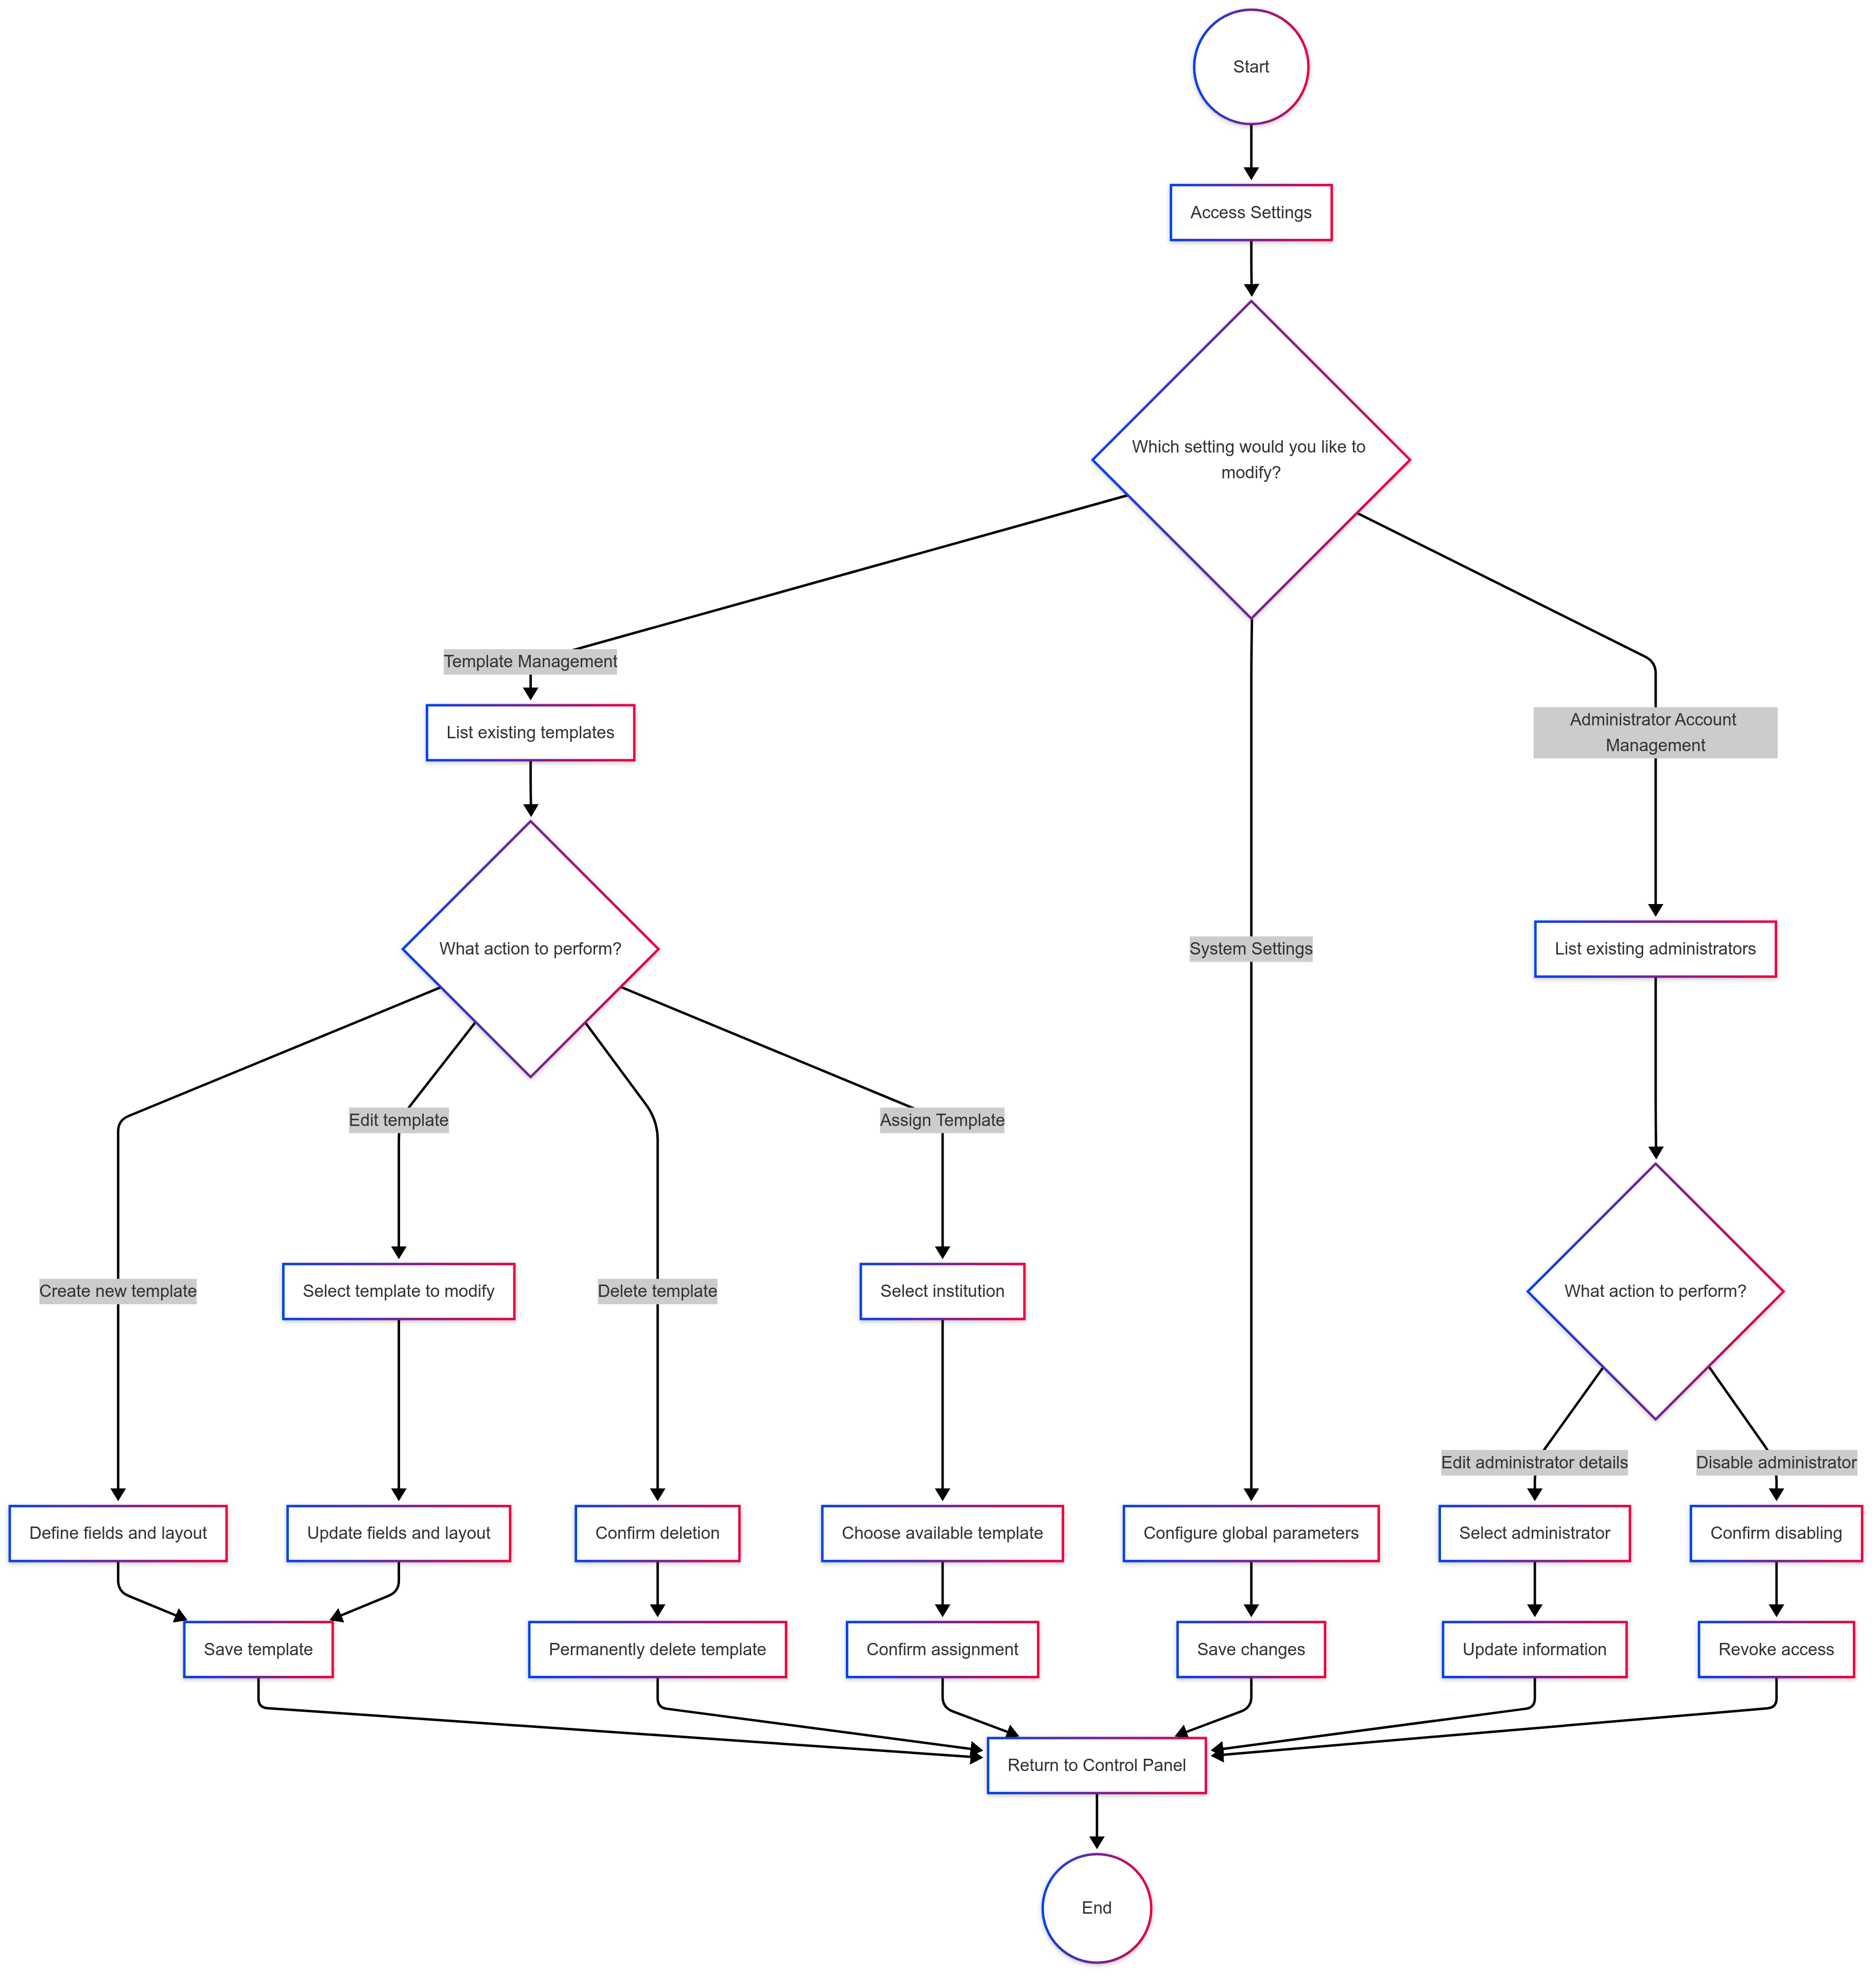 Start
Access Settings
Which setting would you like to
modify?
Template Management
List existing templates
Administrator Account
Management
What action to perform?
System Settings
List existing administrators
Edit template
Assign Template
Create new template
Select template to modify
Delete template
Select institution
What action to perform?
Edit administrator details
Disable administrator
Define fields and layout
Update fields and layout
Confirm deletion
Choose available template
Configure global parameters
Select administrator
Confirm disabling
Save template
Permanently delete template
Confirm assignment
Save changes
Update information
Revoke access
Return to Control Panel
End